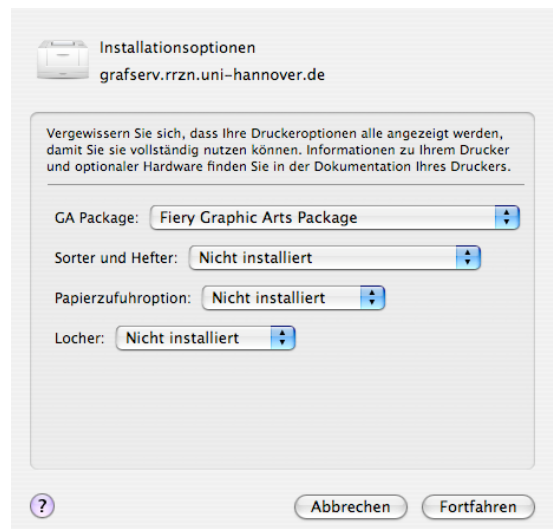 Installationsoptionen
grafserv.rrzn.uni-hannover.de
Vergewissern Sie sich, dass Ihre Druckeroptionen alle angezeigt werden,
damit Sie sie vollständig nutzen können. Informationen zu Ihrem Drucker
und optionaler Hardware finden Sie in der Dokumentation Ihres Druckers.
GA Package: Fiery Graphic Arts Package
Sorter und Hefter: Nicht installiert
Papierzufuhroption: Nicht installiert
Locher: Nicht installiert
? Abbrechen Fortfahren